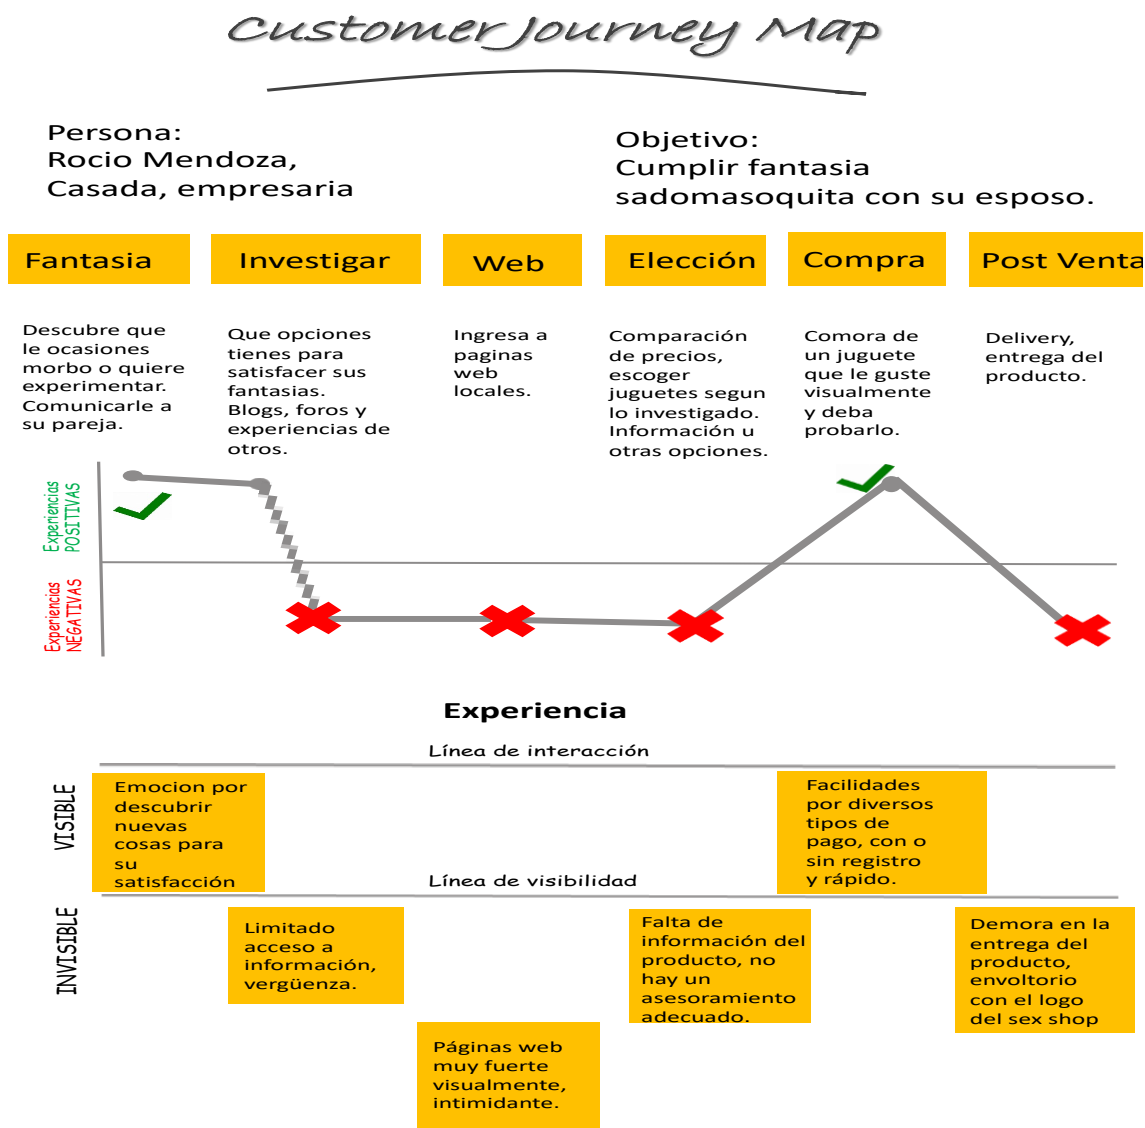 Customer Journey Map
Persona:
Rocio Mendoza,
Casada, empresaria
Objetivo:
Cumplir fantasia
sadomasoquita con su esposo.
Fantasia
Investigar
Web
Elección
Compra
Post Venta
Descubre que
le ocasiones
morbo o quiere
experimentar.
Comunicarle a
su pareja.
Que opciones
tienes para
satisfacer sus
fantasias.
Blogs, foros y
experiencias de
otros.
Ingresa a
paginas
web
locales.
Comparación
de precios,
escoger
juguetes segun
lo investigado.
Información u
otras opciones.
Comora de
un juguete
que le guste
visualmente
y deba
probarlo.
Delivery,
entrega del
producto.
Experiencias
POSITIVAS
Experiencias
NEGATIVAS
Experiencia
Línea de interacción
VISIBLE
Emocion por
descubrir
nuevas
cosas para
su
satisfacción
Facilidades
por diversos
tipos de
pago, con o
sin registro
y rápido.
Línea de visibilidad
INVISIBLE
Limitado
acceso a
información,
vergüenza.
Páginas web
muy fuerte
visualmente,
intimidante.
Falta de
información del
producto, no
hay un
asesoramiento
adecuado.
Demora en la
entrega del
producto,
envoltorio
con el logo
del sex shop